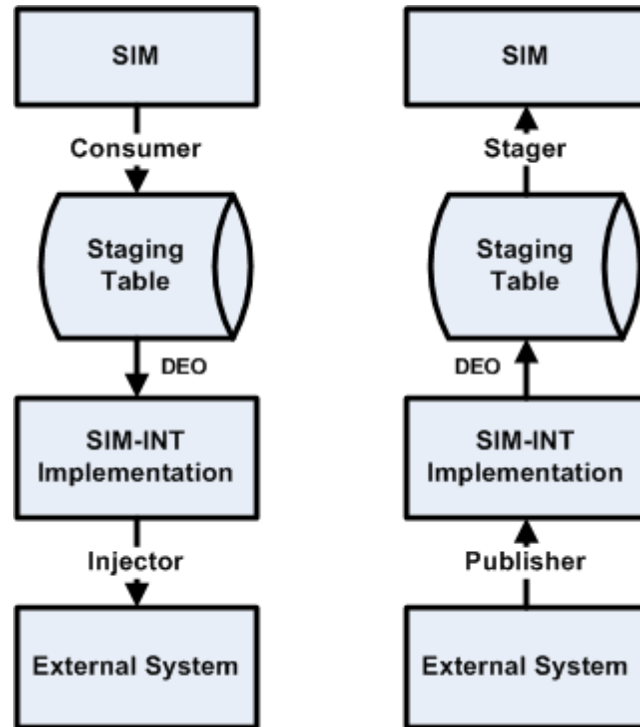 SIM
Consumer
Staging
Table
DEO
SIM-INT
Implementation
Injector
External System
SIM
Stager
Staging
Table
DEO
SIM-INT
Implementation
Publisher
External System